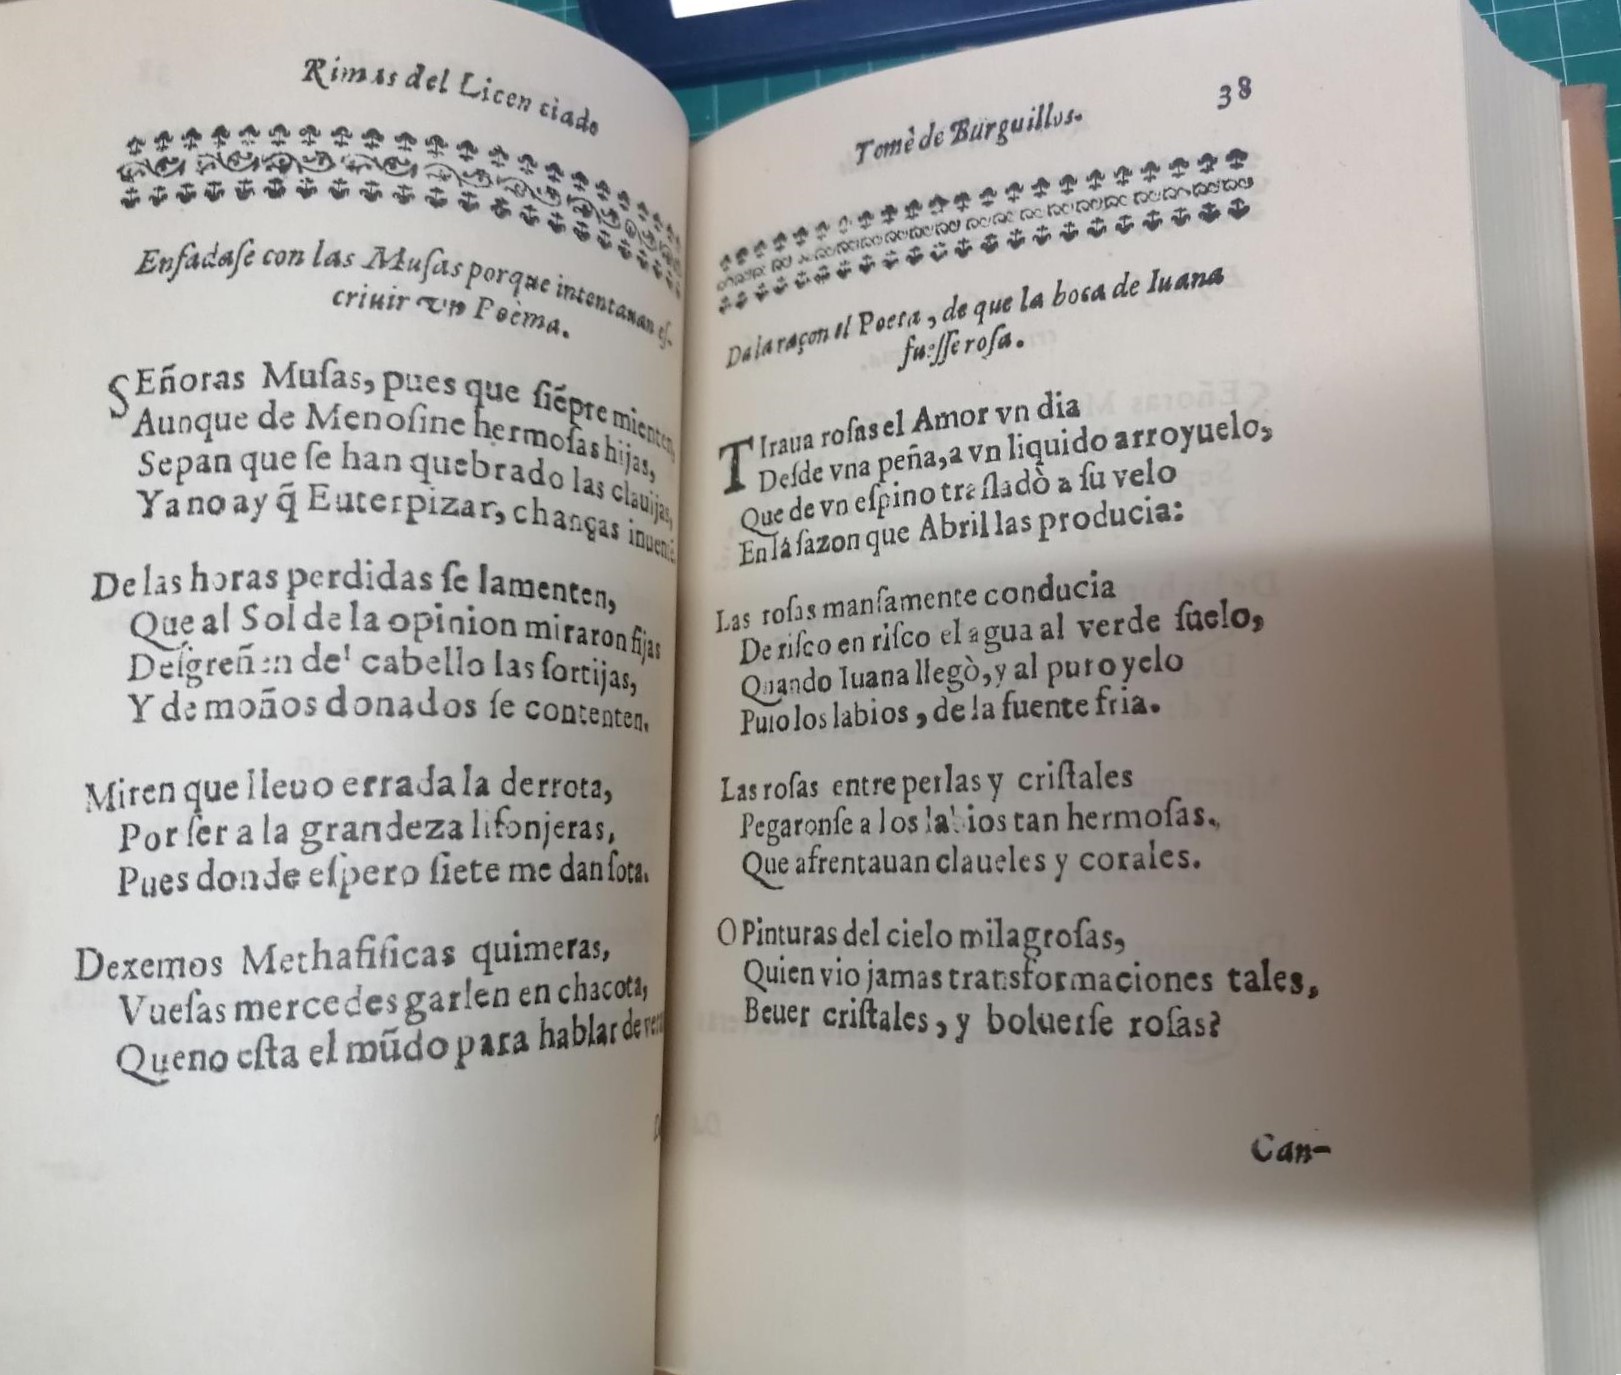 Rimas del Licenciado
Enfadaſe con las Muſas porque intentauan eſ-
criuir vn Poèma.
SEñoras Muſas, pues que ſiẽpre mienten,
Aunque de Menoſine hermoſas hijas,
Sepan que ſe han quebrado las clauijas,
Ya no ay q̃ Euterpizar, chanças
De las horas perdidas ſe lamenten,
Que al Sol de la opinion miraron fijas
Deſgreñen del cabello las ſortijas,
Y de moños donados ſe contenten.
Miren que lleuo errada la derrota,
Por ſer a la grandeza liſonjeras,
Pues donde eſpero ſiete me dan ſota.
Dexemos Methafiſicas quimeras,
Vueſas mercedes garlen en chacota,
Que no eſta el mũdo para hablar de
Tomè de Burguillos.
38
Da la raçon el Poeta, de que la boca de Iuana
fueſſe roſa.
TIraua roſas el Amor vn dia
Deſde vna peña, a vn liquido arroyuelo,
Que de vn eſpino traſladò a ſu velo
En la ſazon que Abril las producia:
Las roſas manſamente conducia
De riſco en riſco el agua al verde ſuelo,
Quando Iuana llegò, y al puro yelo
Puſo los labios, de la fuente fria.
Las roſas entre perlas y criſtales
Pegaronſe a los labios tan hermoſas.
Que afrentauan claueles y corales.
O Pinturas del cielo milagroſas,
Quien vio jamas transformaciones tales,
Beuer criſtales, y boluerſe roſas?
Can-